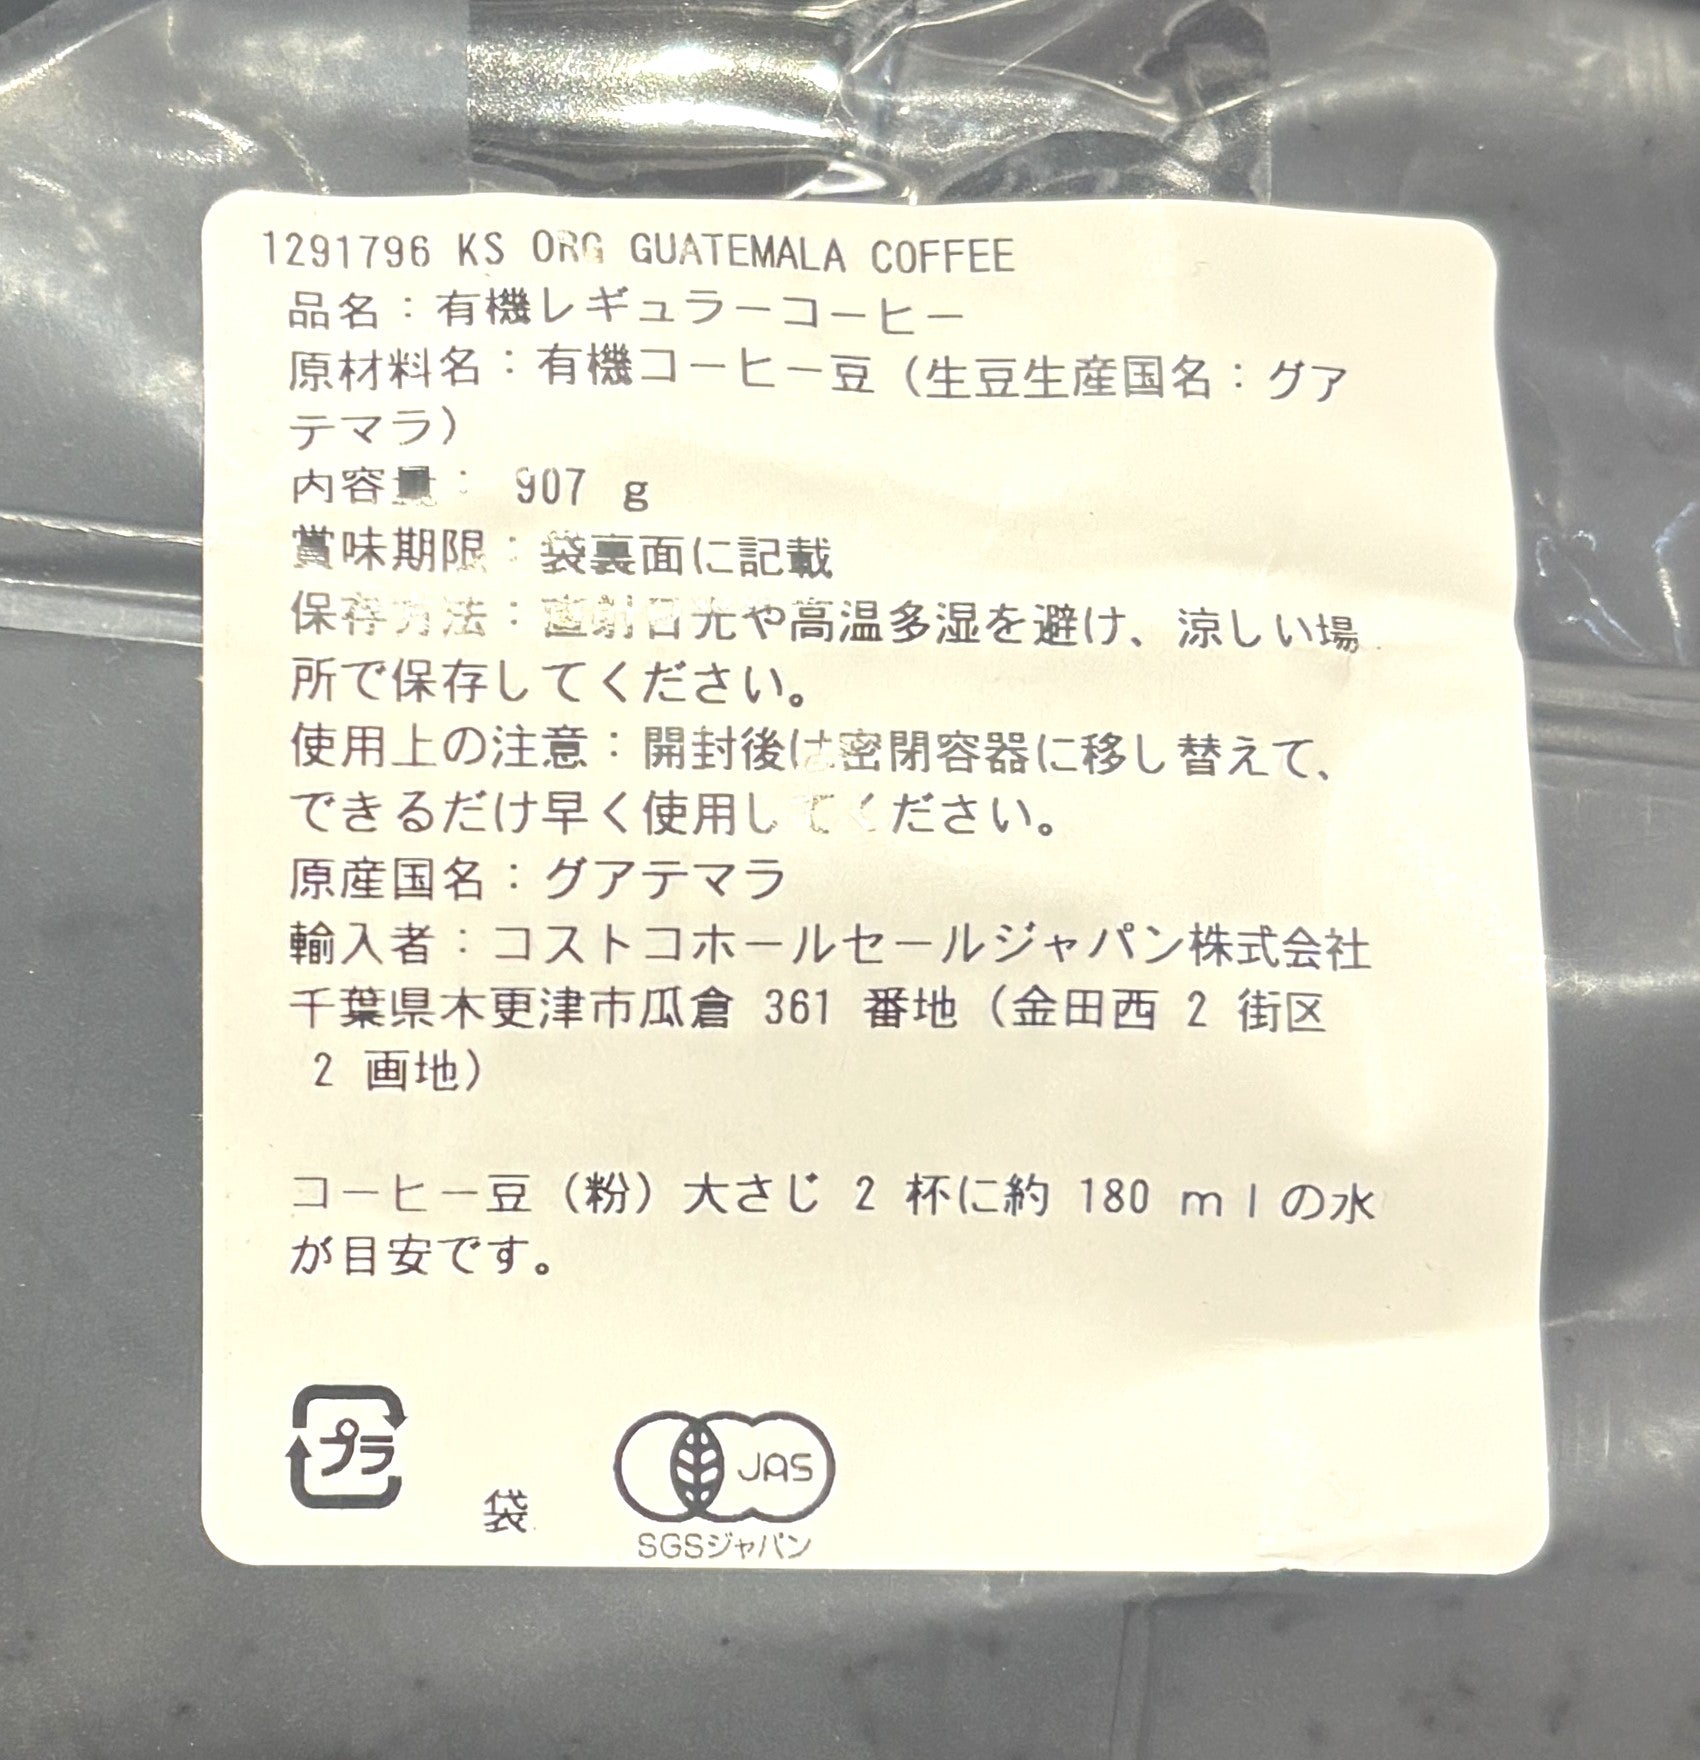 1291796 KS ORG GUATEMALA COFFEE
品名：有機レギュラーコーヒー
原材料名：有機コーヒー豆（生豆生産国名：グア
テマラ）
内容量： 907 g
賞味期限：袋裏面に記載
保存方法：直射日光や高温多湿を避け、涼しい場
所で保存してください。
使用上の注意：開封後は密閉容器に移し替えて、
できるだけ早く使用してください。
原産国名：グアテマラ
輸入者：コストコホールセールジャパン株式会社
千葉県木更津市瓜倉 361 番地（金田西 2 街区
2 画地）
コーヒー豆（粉）大さじ 2 杯に約 180 ｍｌの水
が目安です。
プラ
袋
JAS
SGSジャパン